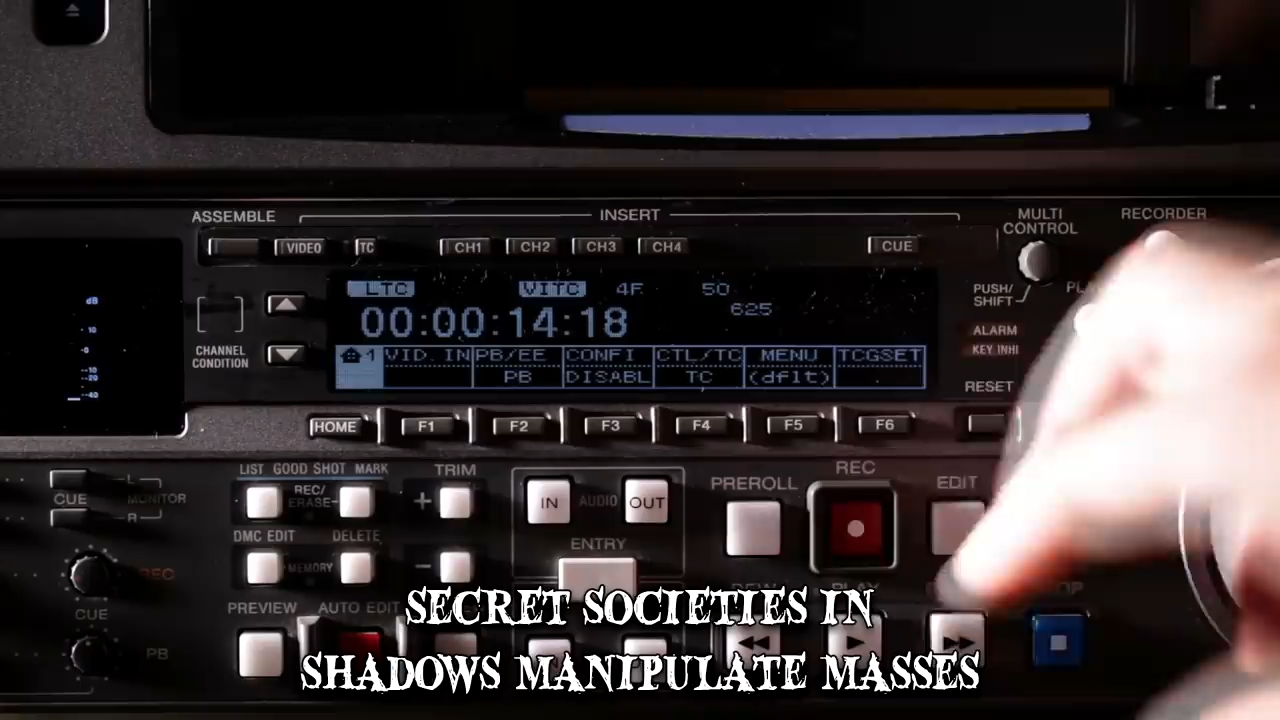 ASSEMBLE
INSERT
MULTI
CONTROL
RECORDER
VIDEO
TC
CH1
CH2
CH3
CH4
CUE
LTC
VITC
4F
50
625
00:00:14:18
PUSH/
SHIFT
ALARM
KEY INHI
RESET
dB
CHANNEL
CONDITION
1
VID. IN
PB/EE
CONFI
CTL/TC
MENU
TCGSET
PB
DISABL
TC
(dflt)
HOME
F1
F2
F3
F4
F5
F6
LIST
GOOD SHOT
MARK
TRIM
REC
PREROLL
EDIT
CUE
L
MONITOR
R
REC/
ERASE
+
IN
AUDIO
OUT
DMC EDIT
DELETE
ENTRY
MEMORY
−
REC
CUE
PREVIEW
AUTO EDIT
PLAY
PB
SECRET SOCIETIES IN
SHADOWS MANIPULATE MASSES